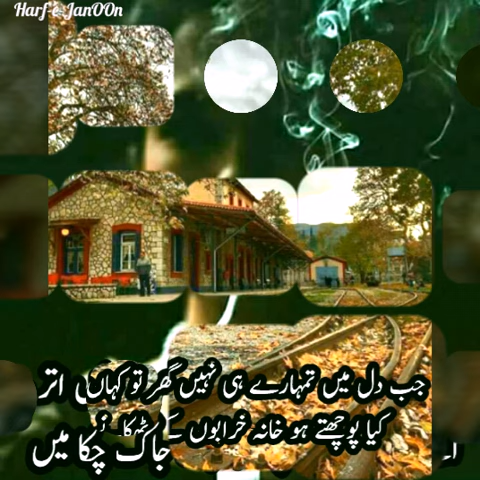 Harf-e-JanOOn
جب دل میں تمہارے ہی نہیں گھر تو کہاں
اتر
کیا پوچھتے ہو خانہ خرابوں کے
جاگ چکا میں